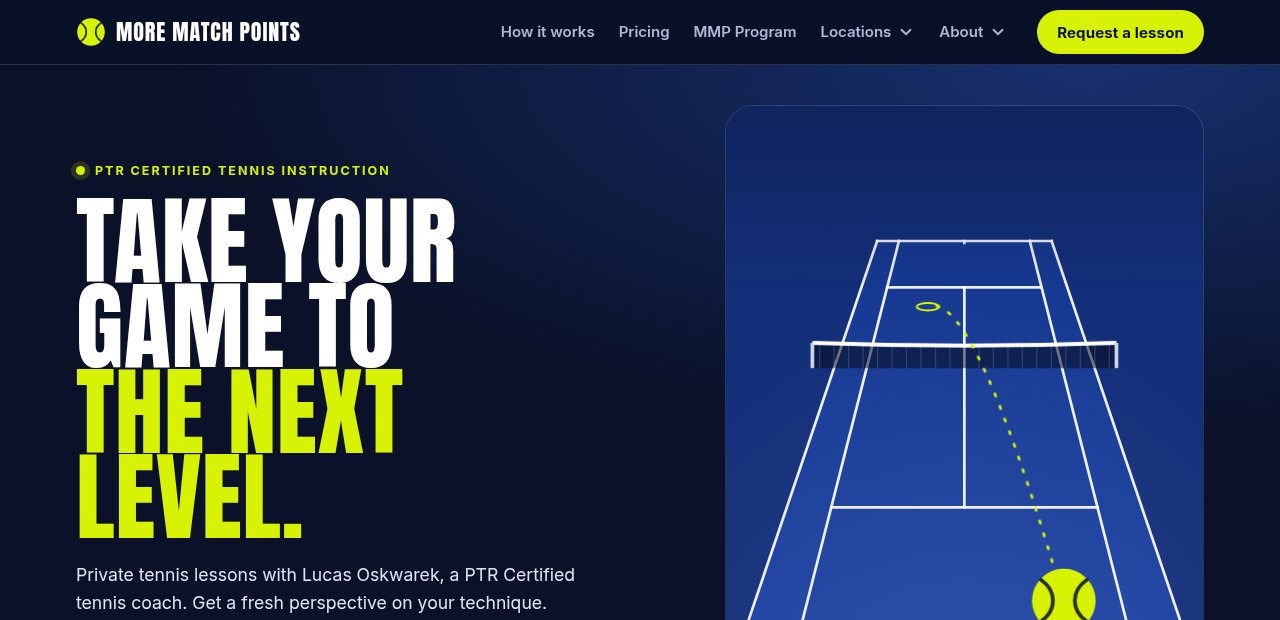 MORE MATCH POINTS
How it works
Pricing
MMP Program
Locations
About
Request a lesson
PTR CERTIFIED TENNIS INSTRUCTION
TAKE YOUR
GAME TO
THE NEXT
LEVEL.
Private tennis lessons with Lucas Oskwarek, a PTR Certified
tennis coach. Get a fresh perspective on your technique.